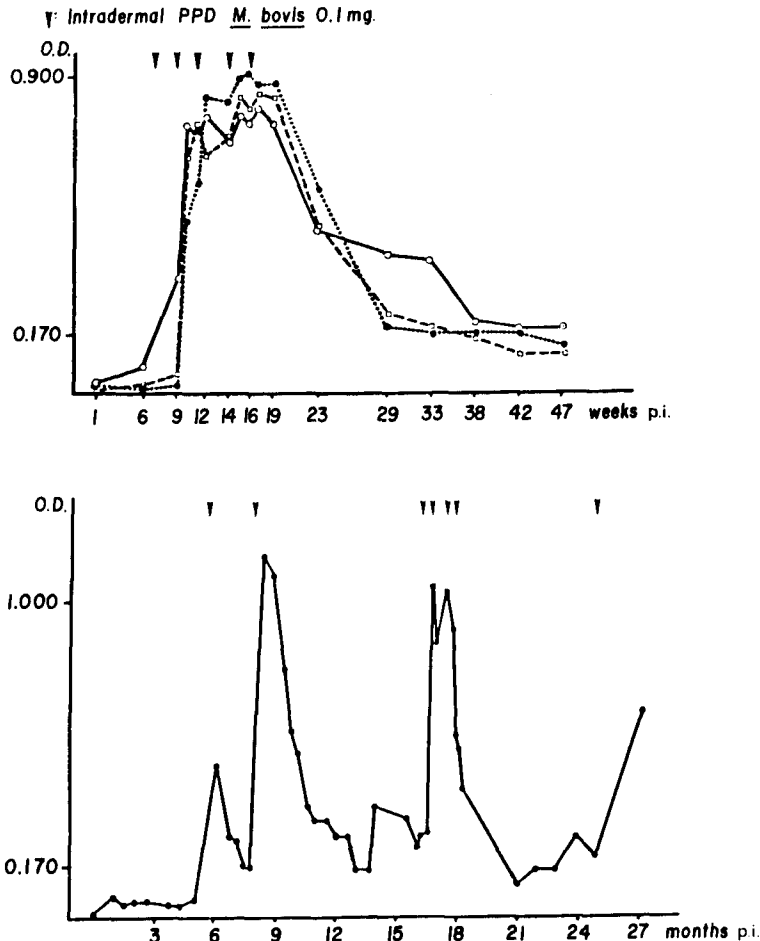 : Intradermal PPD M. bovis 0.1 mg.
O.D.
0.900
0.170
1 6 9 12 14 16 19 23 29 33 38 42 47 weeks p.i.
O.D.
1.000
0.170
3 6 9 12 15 18 21 24 27 months p.i.